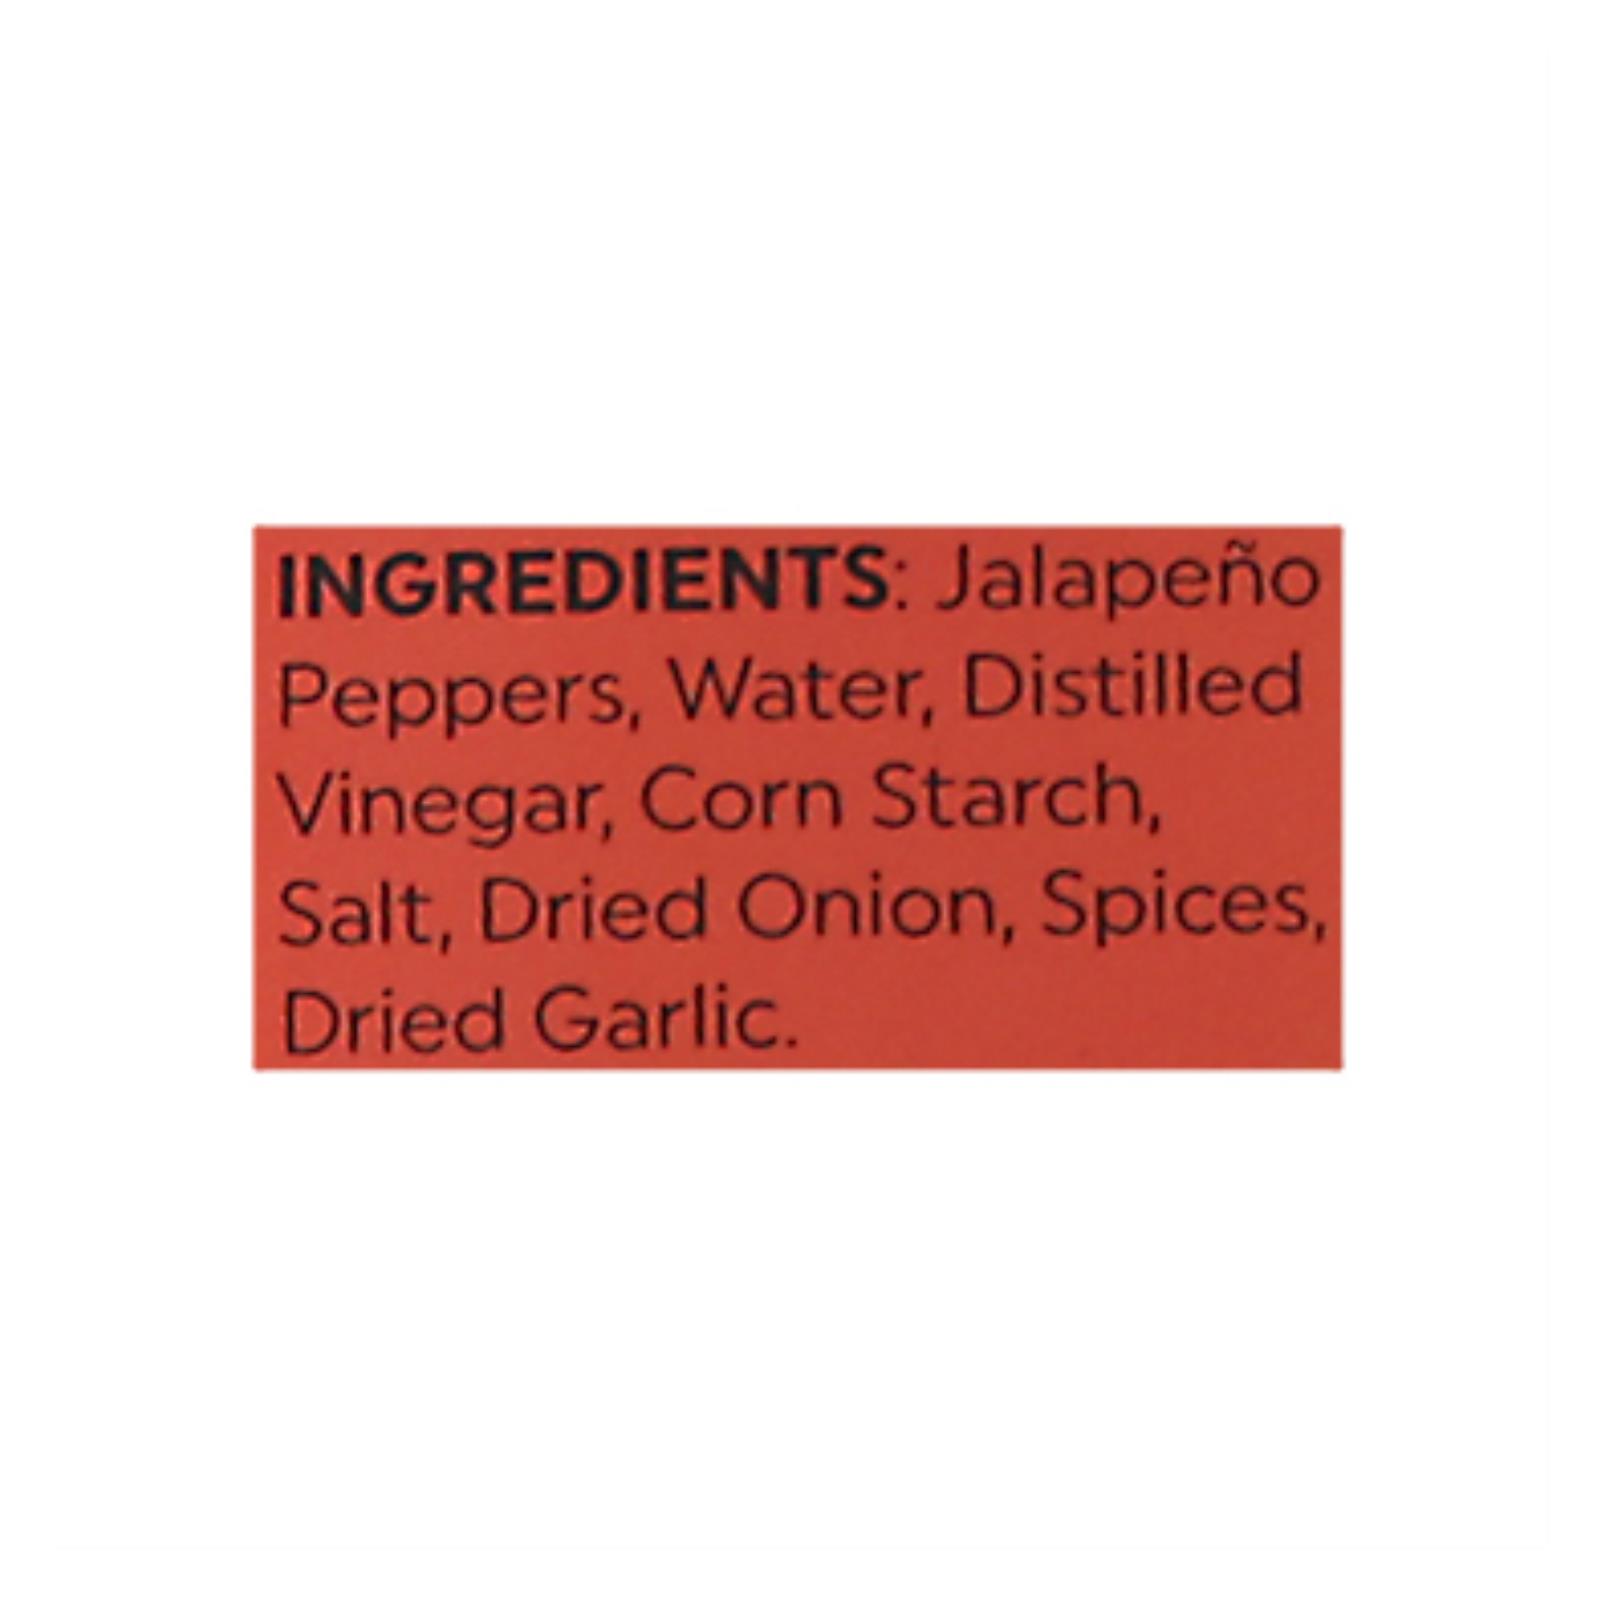 INGREDIENTS: Jalapeño
Peppers, Water, Distilled
Vinegar, Corn Starch,
Salt, Dried Onion, Spices,
Dried Garlic.